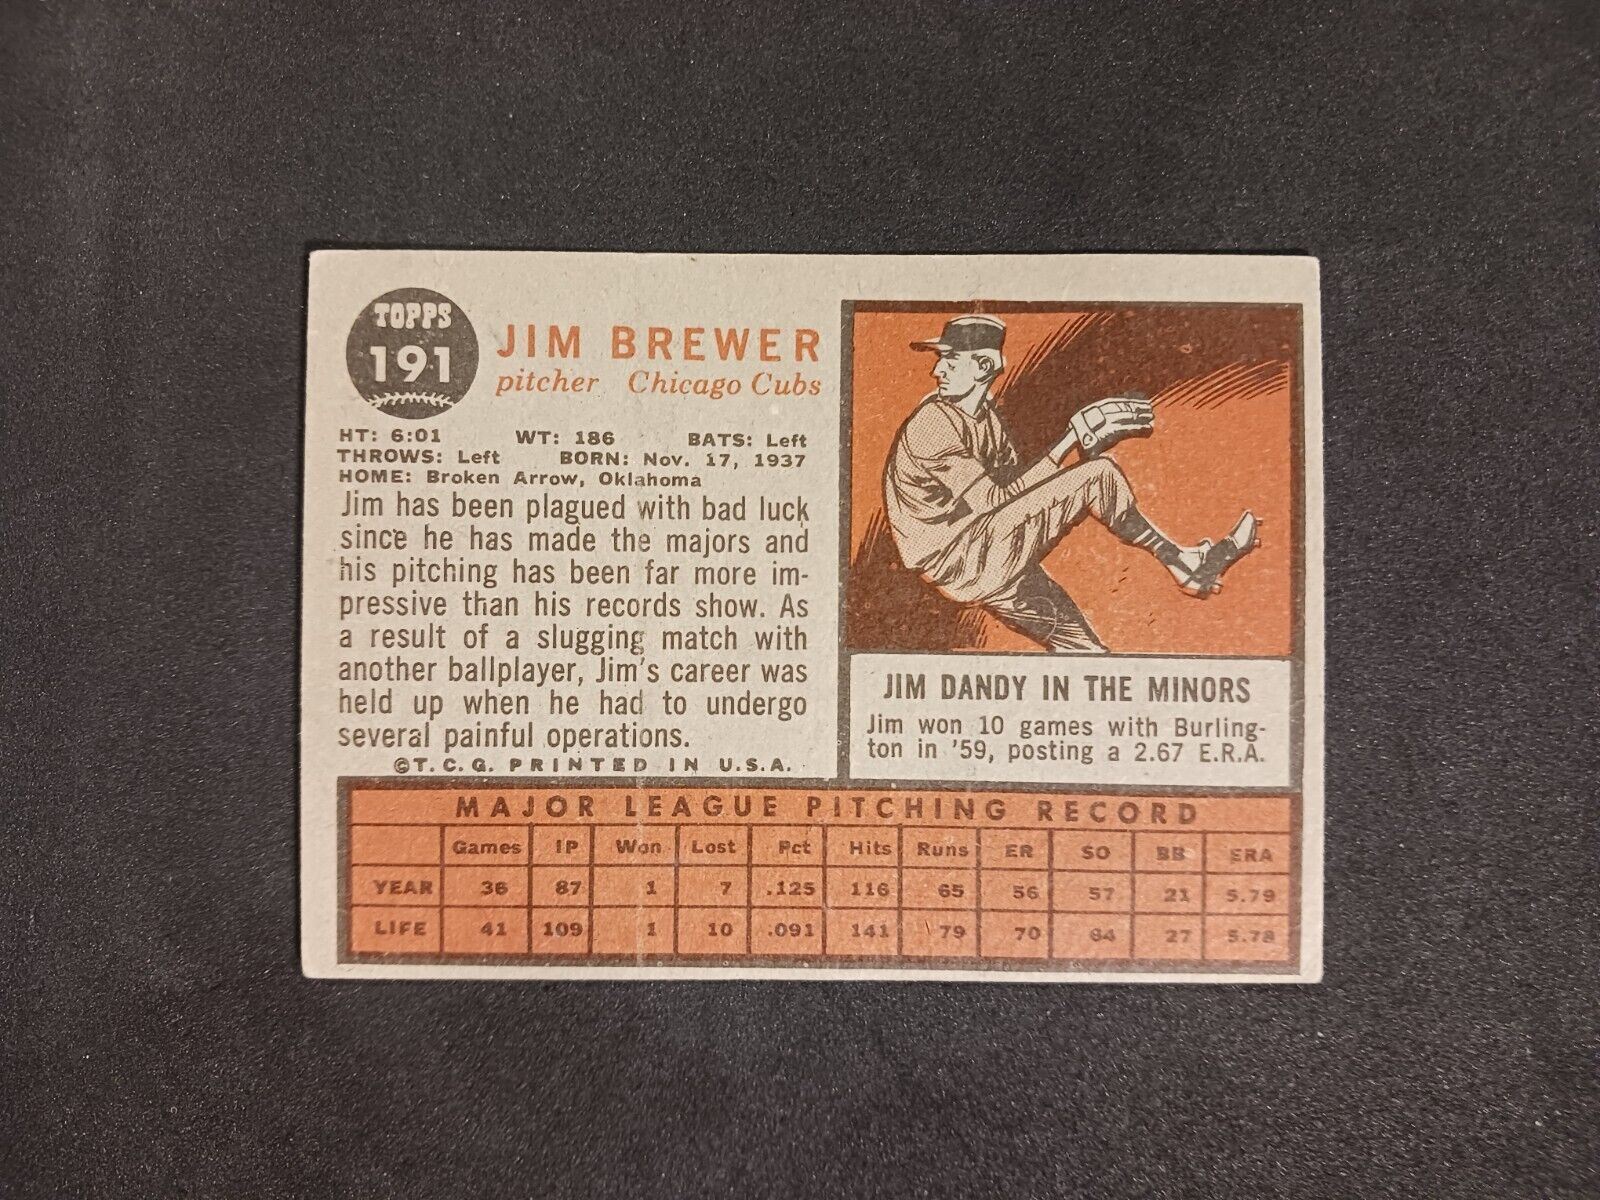 TOPPS
191
JIM BREWER
pitcher Chicago Cubs
HT: 6:01 WT: 186 BATS: Left
THROWS: Left BORN: Nov. 17, 1937
HOME: Broken Arrow, Oklahoma
Jim has been plagued with bad luck
since he has made the majors and
his pitching has been far more im-
pressive than his records show. As
a result of a slugging match with
another ballplayer, Jim's career was
held up when he had to undergo
several painful operations.
©T.C.G. PRINTED IN U.S.A.
JIM DANDY IN THE MINORS
Jim won 10 games with Burling-
ton in '59, posting a 2.67 E.R.A.
MAJOR LEAGUE PITCHING RECORD
Games IP Won Lost Pct Hits Runs ER SO BB ERA
YEAR 36 87 1 7 .125 116 65 56 57 21 5.79
LIFE 41 109 1 10 .091 141 79 70 64 27 5.78